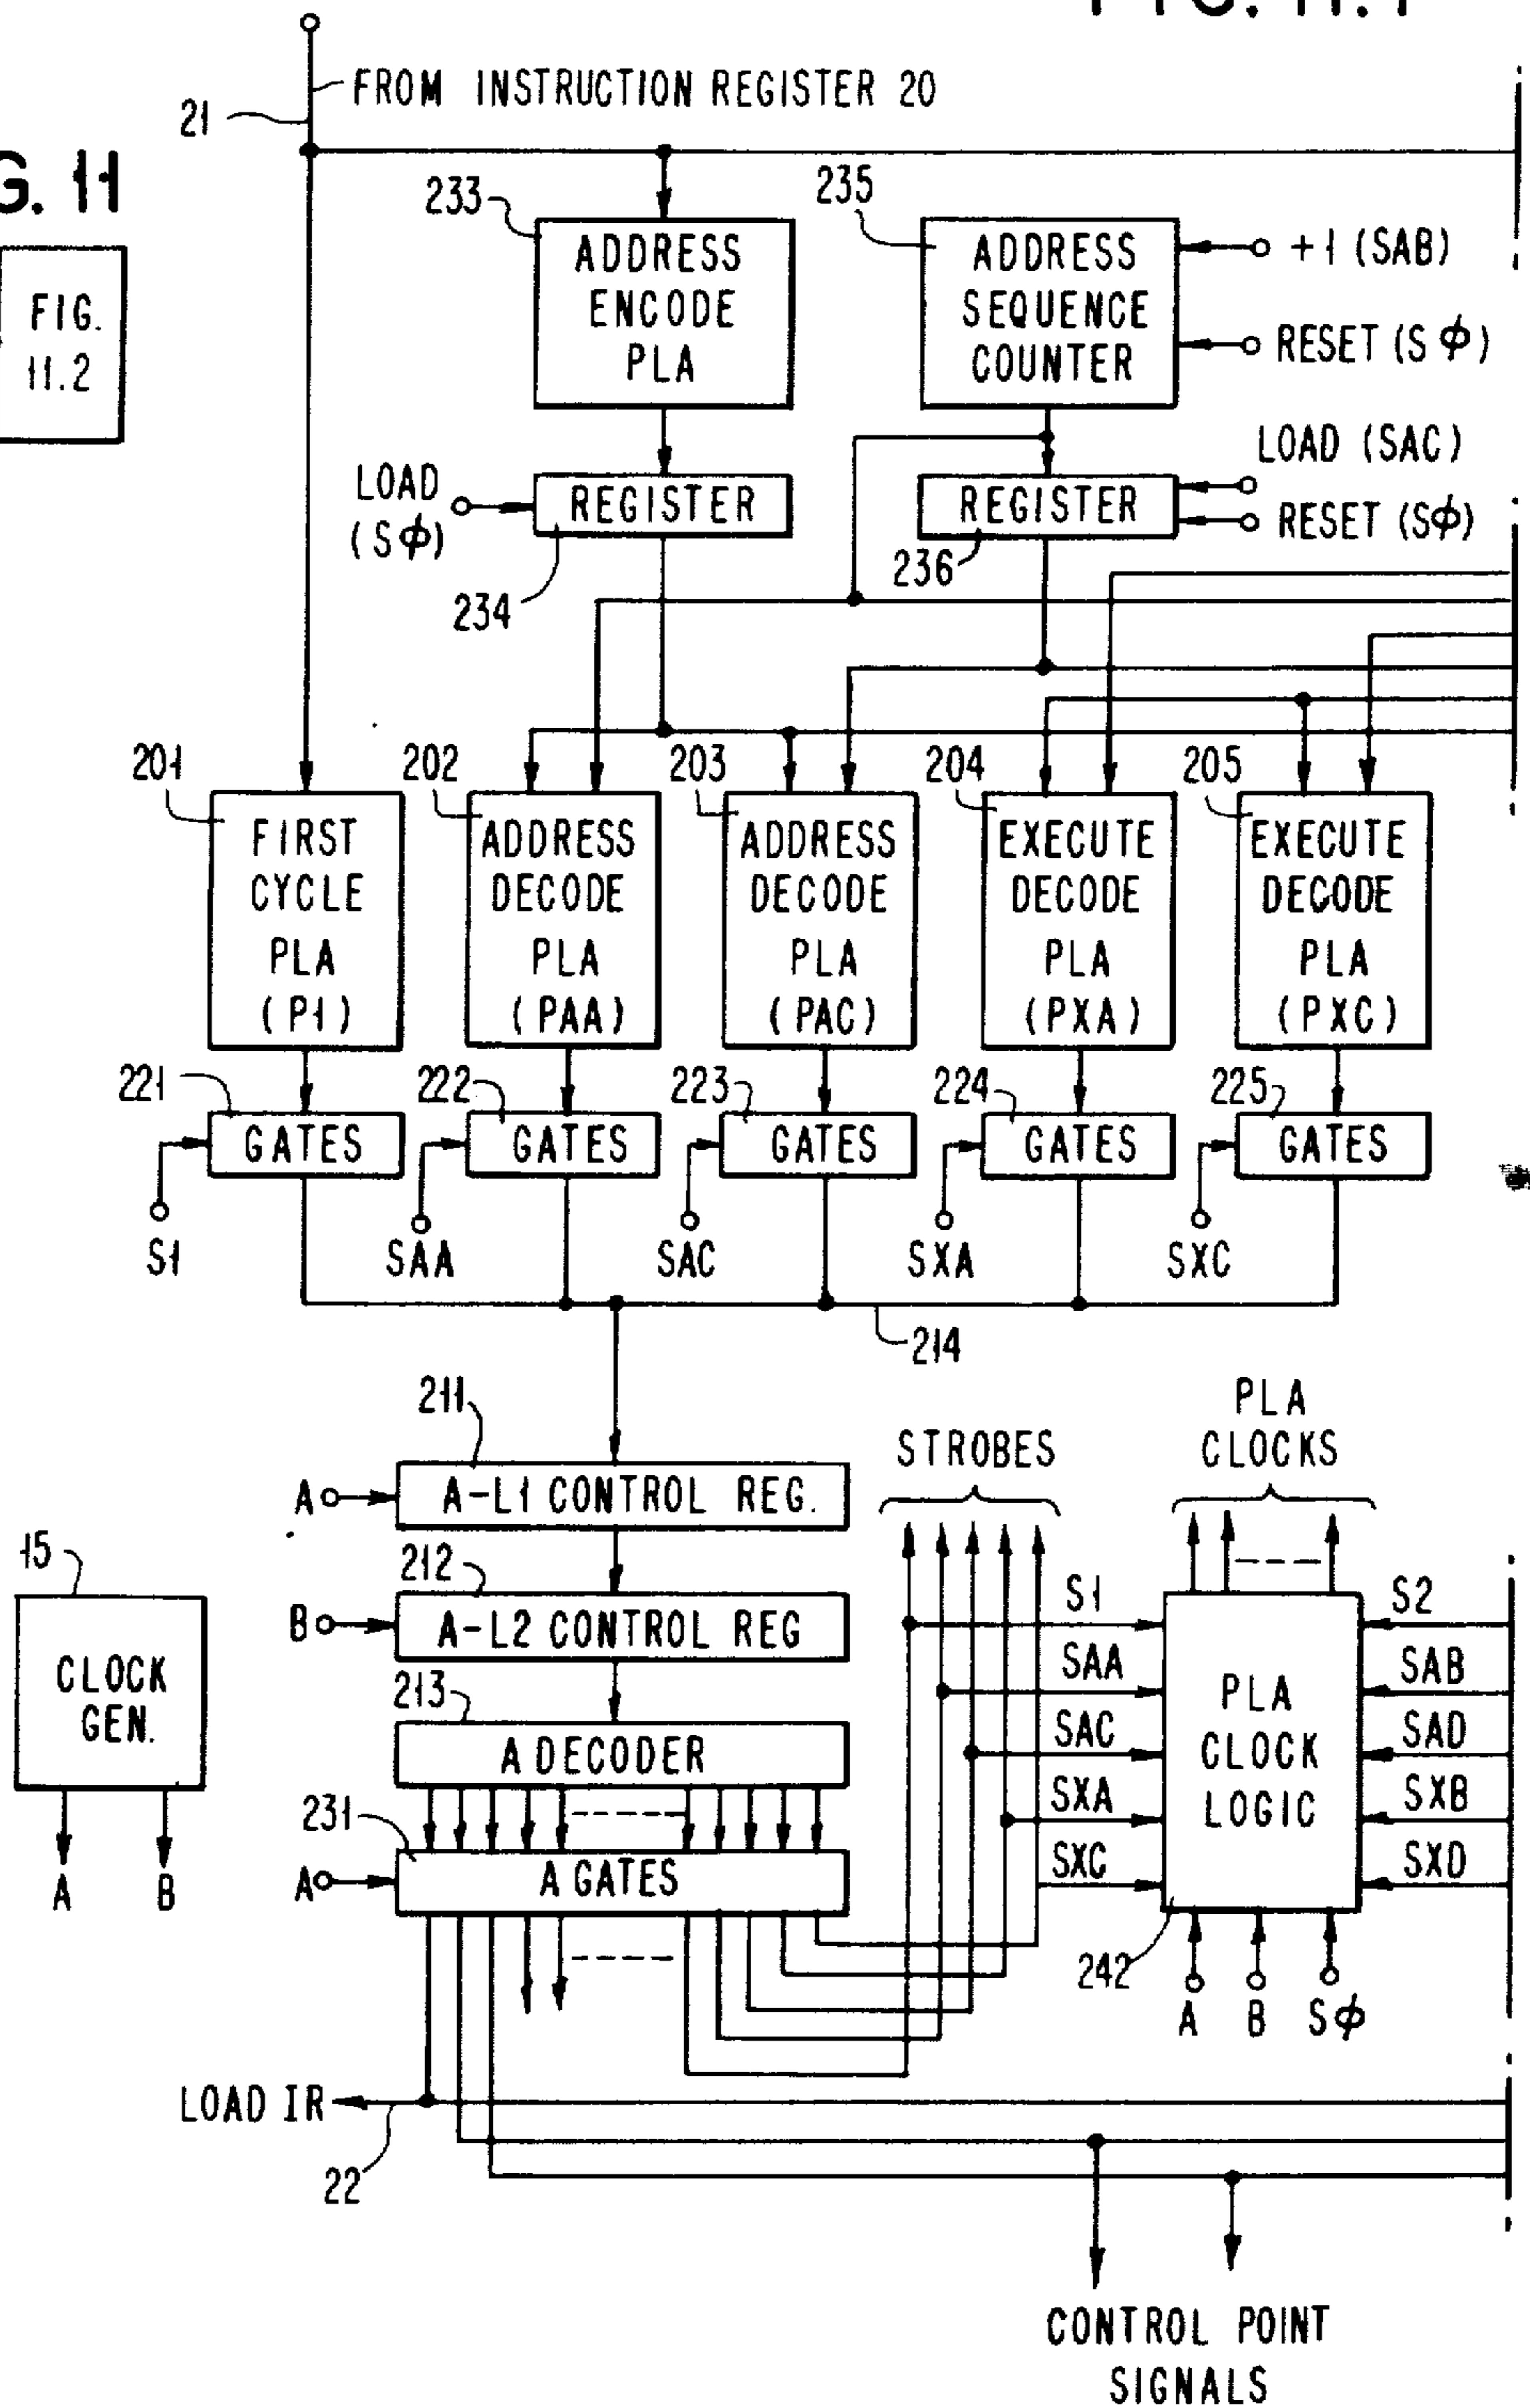 FIG. 11.1
FROM INSTRUCTION REGISTER 20
21
G. 11
FIG.
11.2
233
ADDRESS
ENCODE
PLA
235
ADDRESS
SEQUENCE
COUNTER
+1 (SAB)
RESET (Sϕ)
LOAD
(Sϕ)
REGISTER
234
REGISTER
236
LOAD (SAC)
RESET (Sϕ)
201
FIRST
CYCLE
PLA
(P1)
202
ADDRESS
DECODE
PLA
(PAA)
203
ADDRESS
DECODE
PLA
(PAC)
204
EXECUTE
DECODE
PLA
(PXA)
205
EXECUTE
DECODE
PLA
(PXC)
221
GATES
S1
222
GATES
SAA
223
GATES
SAC
224
GATES
SXA
225
GATES
SXC
214
211
A
A-L1 CONTROL REG.
212
B
A-L2 CONTROL REG
213
A DECODER
231
A
A GATES
15
CLOCK
GEN.
A
B
STROBES
PLA
CLOCKS
S1
SAA
SAC
SXA
SXC
PLA
CLOCK
LOGIC
S2
SAB
SAD
SXB
SXD
242
A
B
Sϕ
LOAD IR
22
CONTROL POINT
SIGNALS